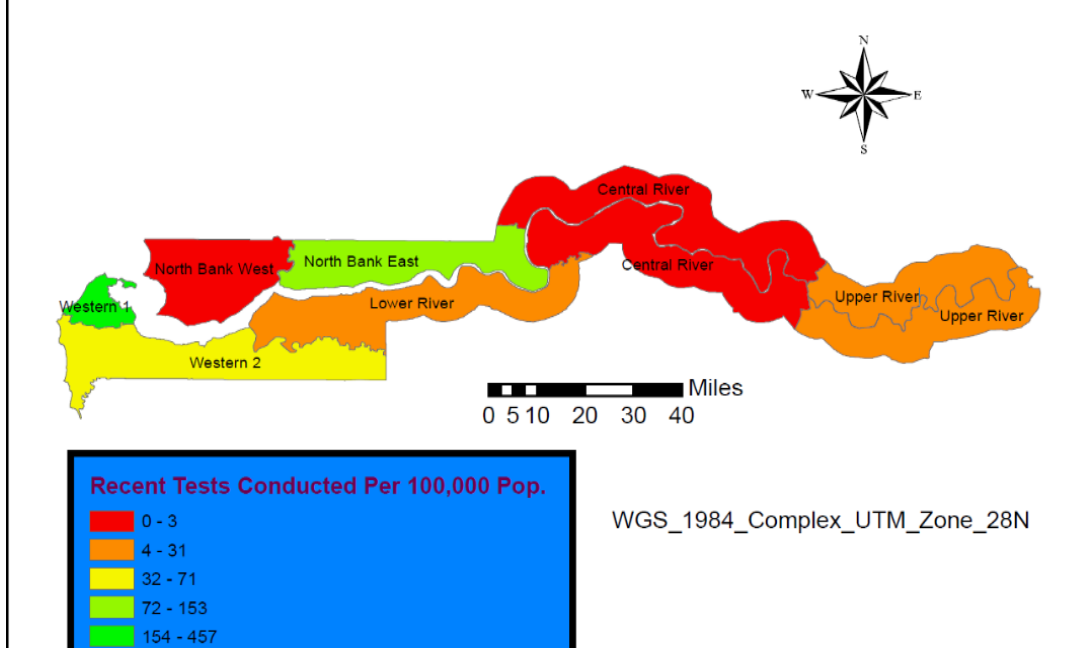 N
W E
S
Central River
North Bank West
North Bank East
Central River
Western 1
Lower River
Upper River
Upper River
Western 2
Miles
0 5 10 20 30 40
Recent Tests Conducted Per 100,000 Pop.
0 - 3
4 - 31
32 - 71
72 - 153
154 - 457
WGS_1984_Complex_UTM_Zone_28N